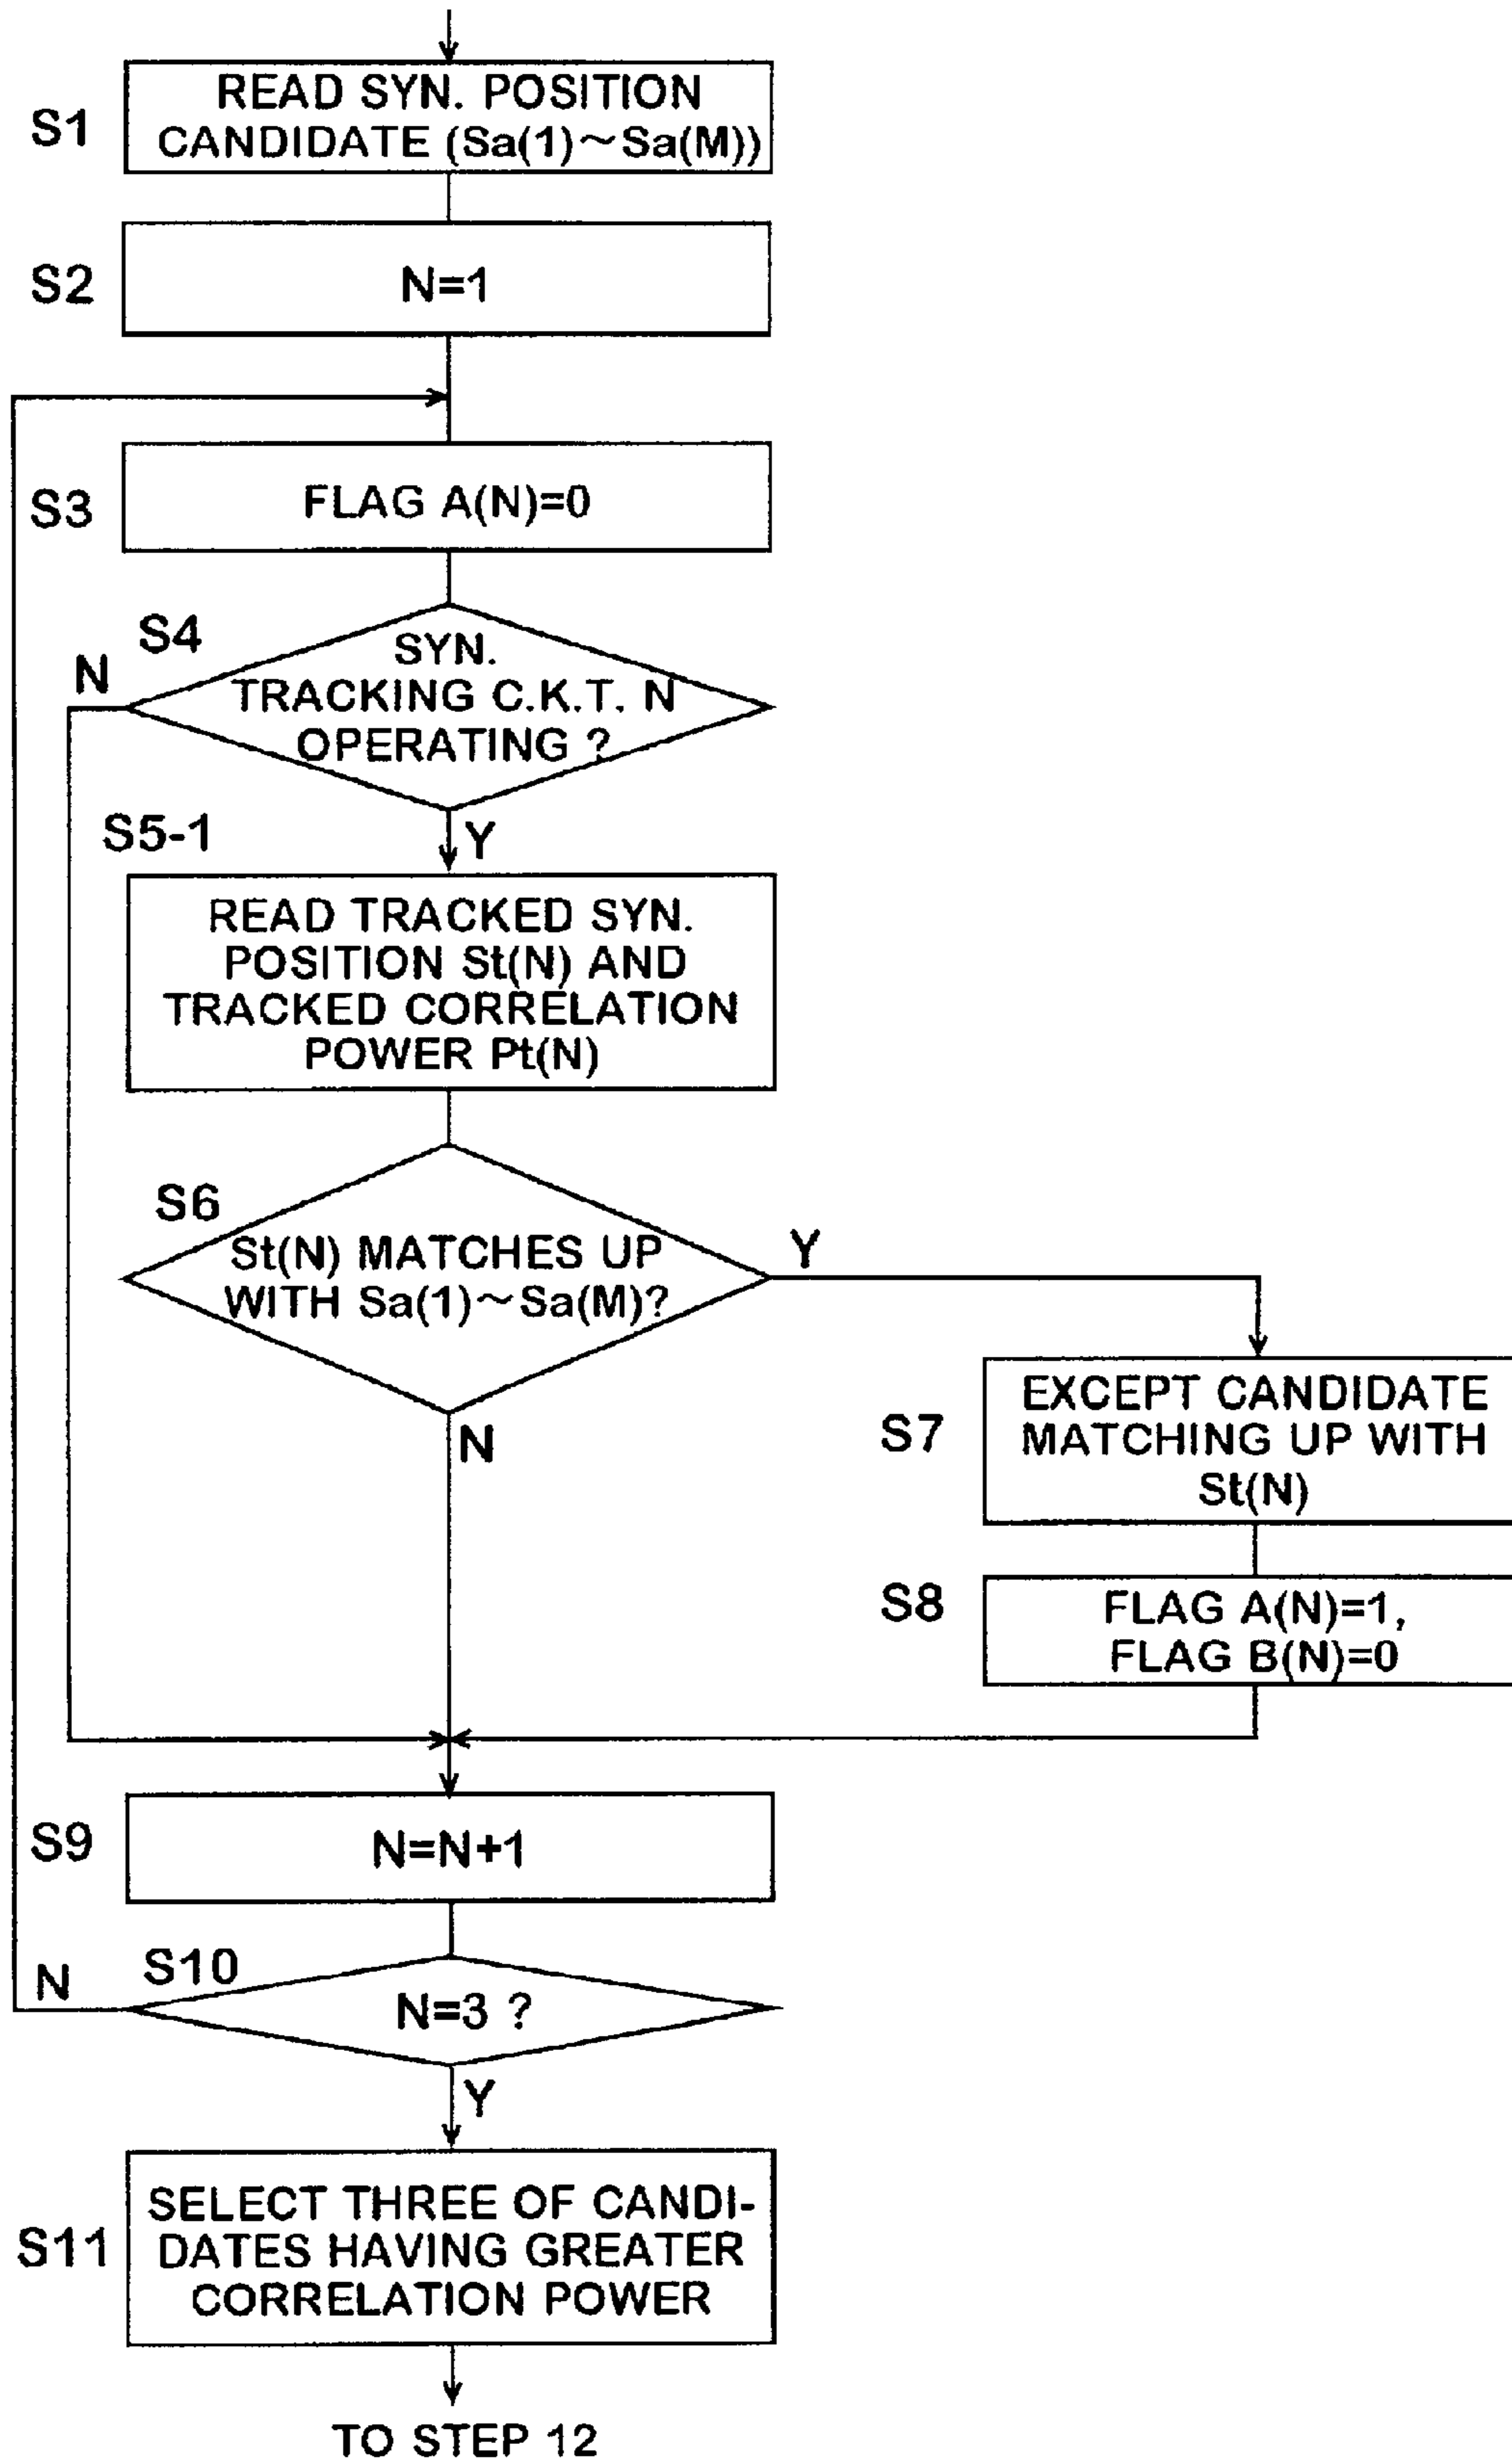 S1
READ SYN. POSITION
CANDIDATE (Sa(1)~Sa(M))
S2
N=1
S3
FLAG A(N)=0
S4
N
SYN.
TRACKING C.K.T. N
OPERATING ?
S5-1
Y
READ TRACKED SYN.
POSITION St(N) AND
TRACKED CORRELATION
POWER Pt(N)
S6
St(N) MATCHES UP
WITH Sa(1)~Sa(M)?
Y
N
S7
EXCEPT CANDIDATE
MATCHING UP WITH
St(N)
S8
FLAG A(N)=1,
FLAG B(N)=0
S9
N=N+1
S10
N
N=3 ?
Y
S11
SELECT THREE OF CANDI-
DATES HAVING GREATER
CORRELATION POWER
TO STEP 12